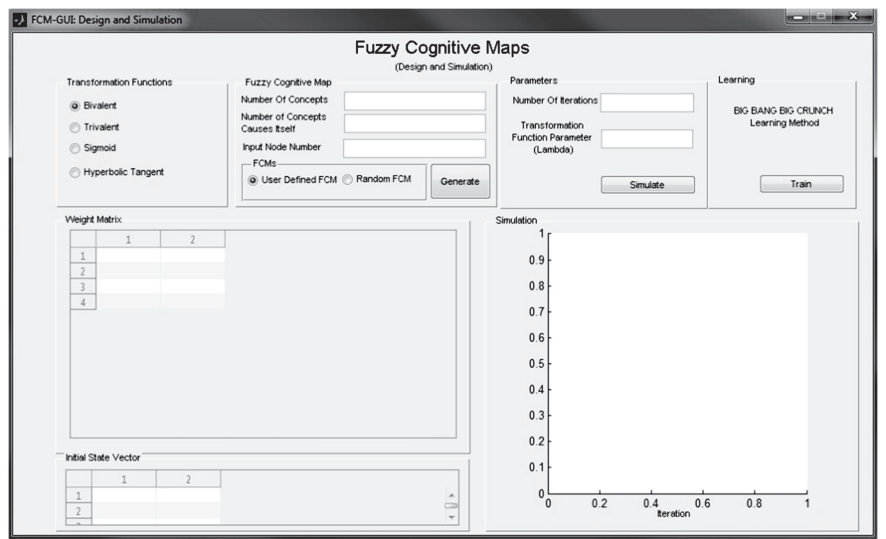 FCM-GUI: Design and Simulation
Fuzzy Cognitive Maps
(Design and Simulation)
Transformation Functions
Bivalent
Trivalent
Sigmoid
Hyperbolic Tangent
Fuzzy Cognitive Map
Number Of Concepts
Number of Concepts
Causes Itself
Input Node Number
FCMs
User Defined FCM
Random FCM
Generate
Parameters
Number Of Iterations
Transformation
Function Parameter
(Lambda)
Simulate
Learning
BIG BANG BIG CRUNCH
Learning Method
Train
Weight Matrix
1 2
1
2
3
4
Initial State Vector
1 2
1
2
Simulation
1
0.9
0.8
0.7
0.6
0.5
0.4
0.3
0.2
0.1
0
0 0.2 0.4 0.6 0.8 1
Iteration